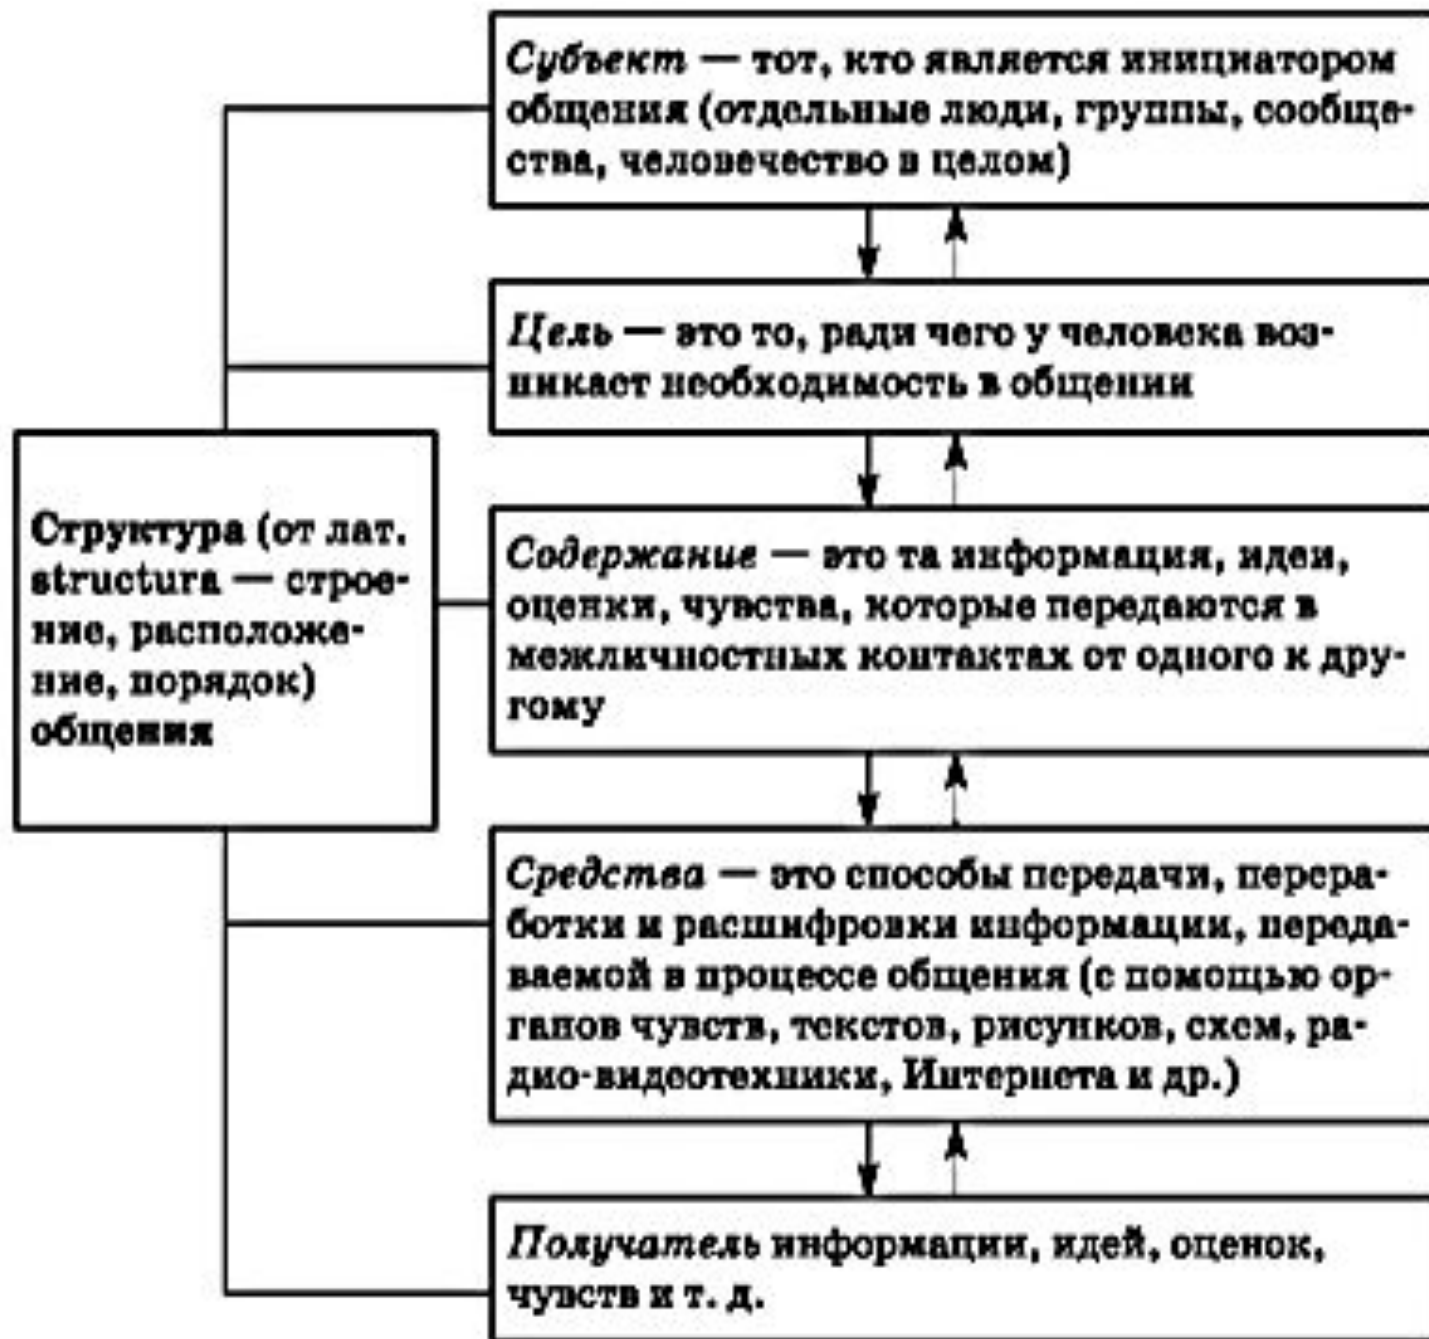 Субъект — тот, кто является инициатором
общения (отдельные люди, группы, сообще-
ства, человечество в целом)
Цель — это то, ради чего у человека воз-
никает необходимость в общении
Структура (от лат.
structura — строе-
ние, расположе-
ние, порядок)
общения
Содержание — это та информация, идеи,
оценки, чувства, которые передаются в
межличностных контактах от одного к дру-
гому
Средства — это способы передачи, перера-
ботки и расшифровки информации, переда-
ваемой в процессе общения (с помощью ор-
ганов чувств, текстов, рисунков, схем, ра-
дио-видеотехники, Интернета и др.)
Получатель информации, идей, оценок,
чувств и т. д.